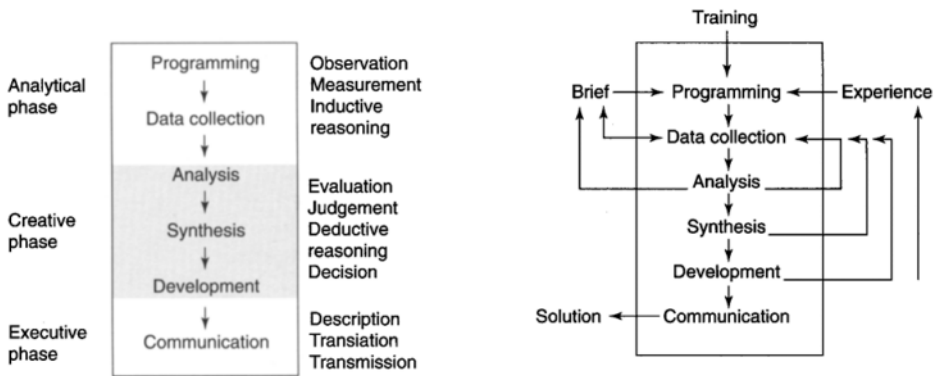 Analytical
phase
Creative
phase
Executive
phase
Programming
Data collection
Analysis
Synthesis
Development
Communication
Observation
Measurement
Inductive
reasoning
Evaluation
Judgement
Deductive
reasoning
Decision
Description
Transiation
Transmission
Training
Brief
Programming
Experience
Data collection
Analysis
Synthesis
Development
Solution
Communication